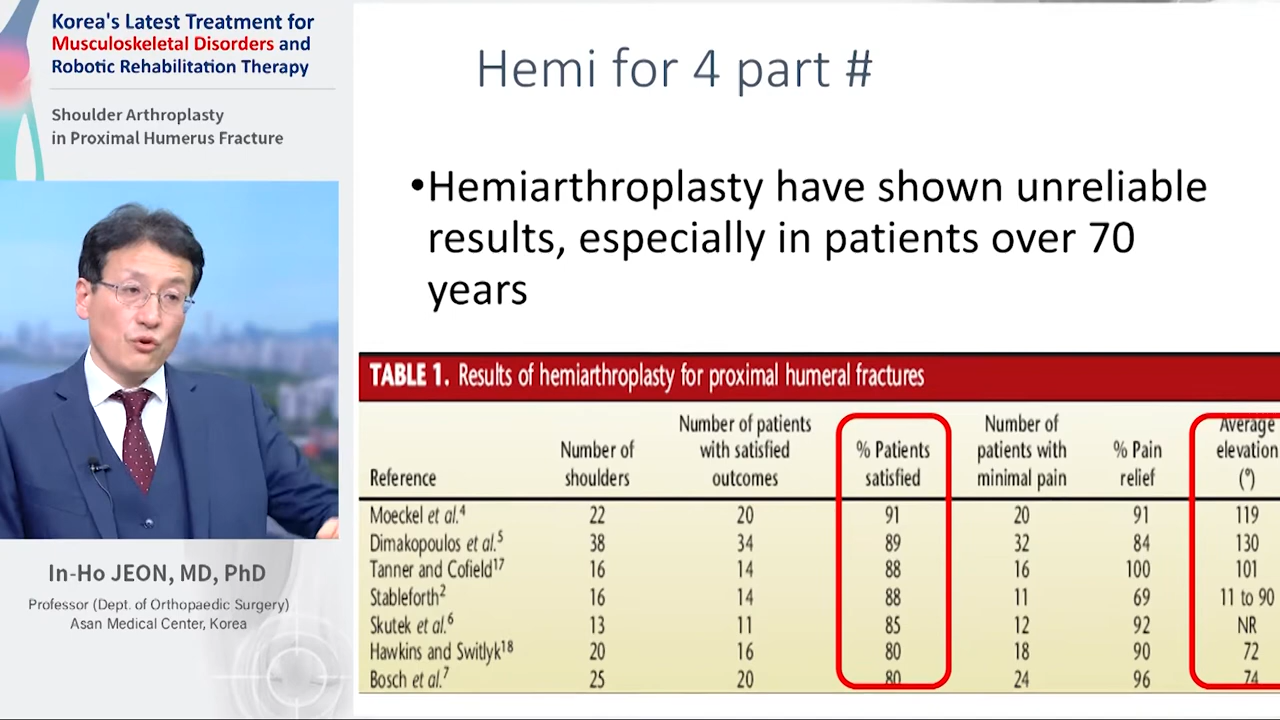 Korea's Latest Treatment for
Musculoskeletal Disorders and
Robotic Rehabilitation Therapy
Shoulder Arthroplasty
in Proximal Humerus Fracture
In-Ho JEON, MD, PhD
Professor (Dept. of Orthopaedic Surgery)
Asan Medical Center, Korea
Hemi for 4 part #
•Hemiarthroplasty have shown unreliable
results, especially in patients over 70
years
TABLE 1. Results of hemiarthroplasty for proximal humeral fractures
Reference Number of shoulders Number of patients with satisfied outcomes % Patients satisfied Number of patients with minimal pain % Pain relief Average elevation (°)
Moeckel et al.4 22 20 91 20 91 119
Dimakopoulos et al.5 38 34 89 32 84 130
Tanner and Cofield17 16 14 88 16 100 101
Stableforth2 16 14 88 11 69 11 to 90
Skutek et al.6 13 11 85 12 92 NR
Hawkins and Switlyk18 20 16 80 18 90 72
Bosch et al.7 25 20 80 24 96 74